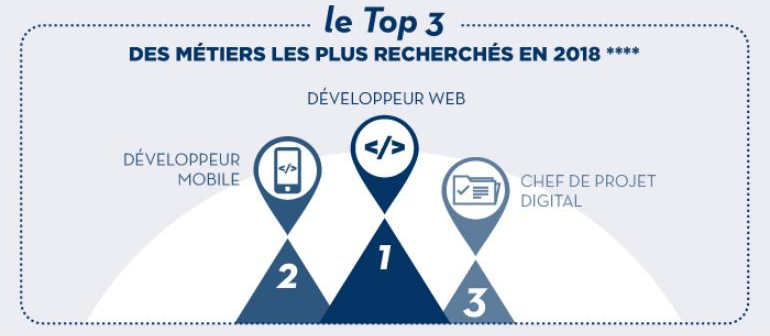 le Top 3
DES MÉTIERS LES PLUS RECHERCHÉS EN 2018 ****
DÉVELOPPEUR WEB
</>
DÉVELOPPEUR
MOBILE
</>
CHEF DE PROJET
DIGITAL
2
1
3